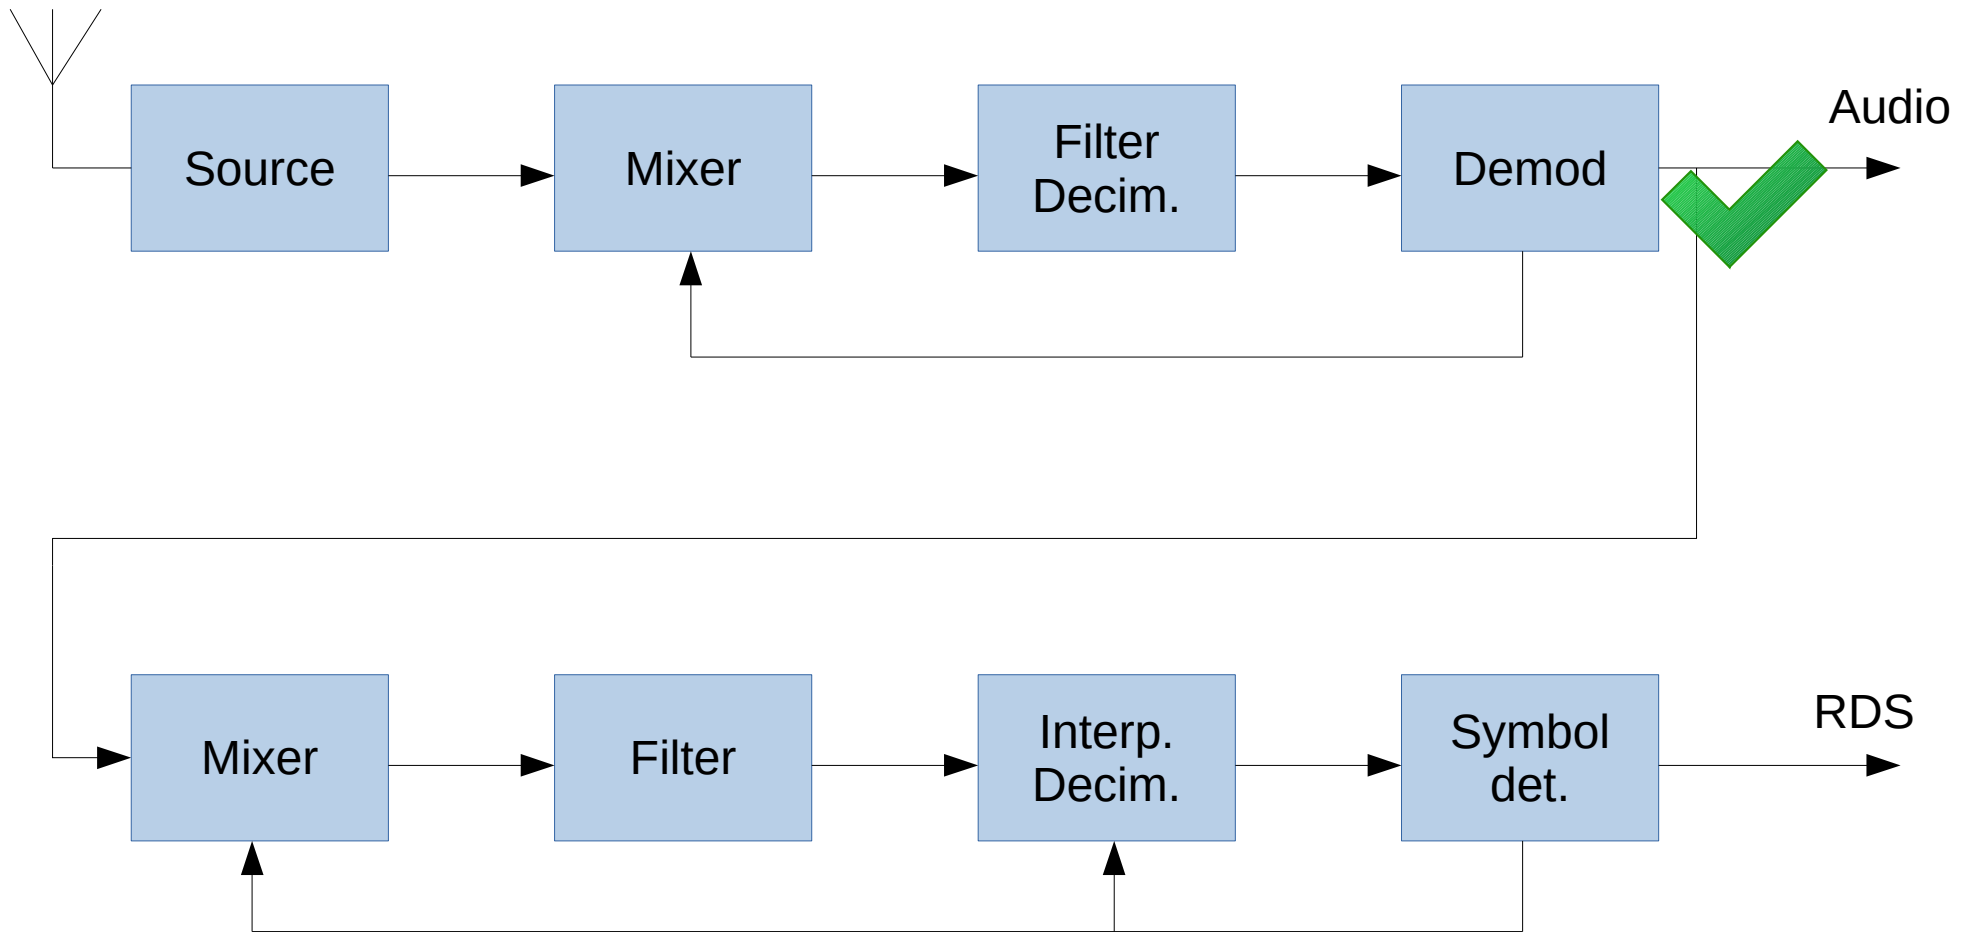 Audio
Source
Mixer
Filter
Decim.
Demod
RDS
Mixer
Filter
Interp.
Decim.
Symbol
det.